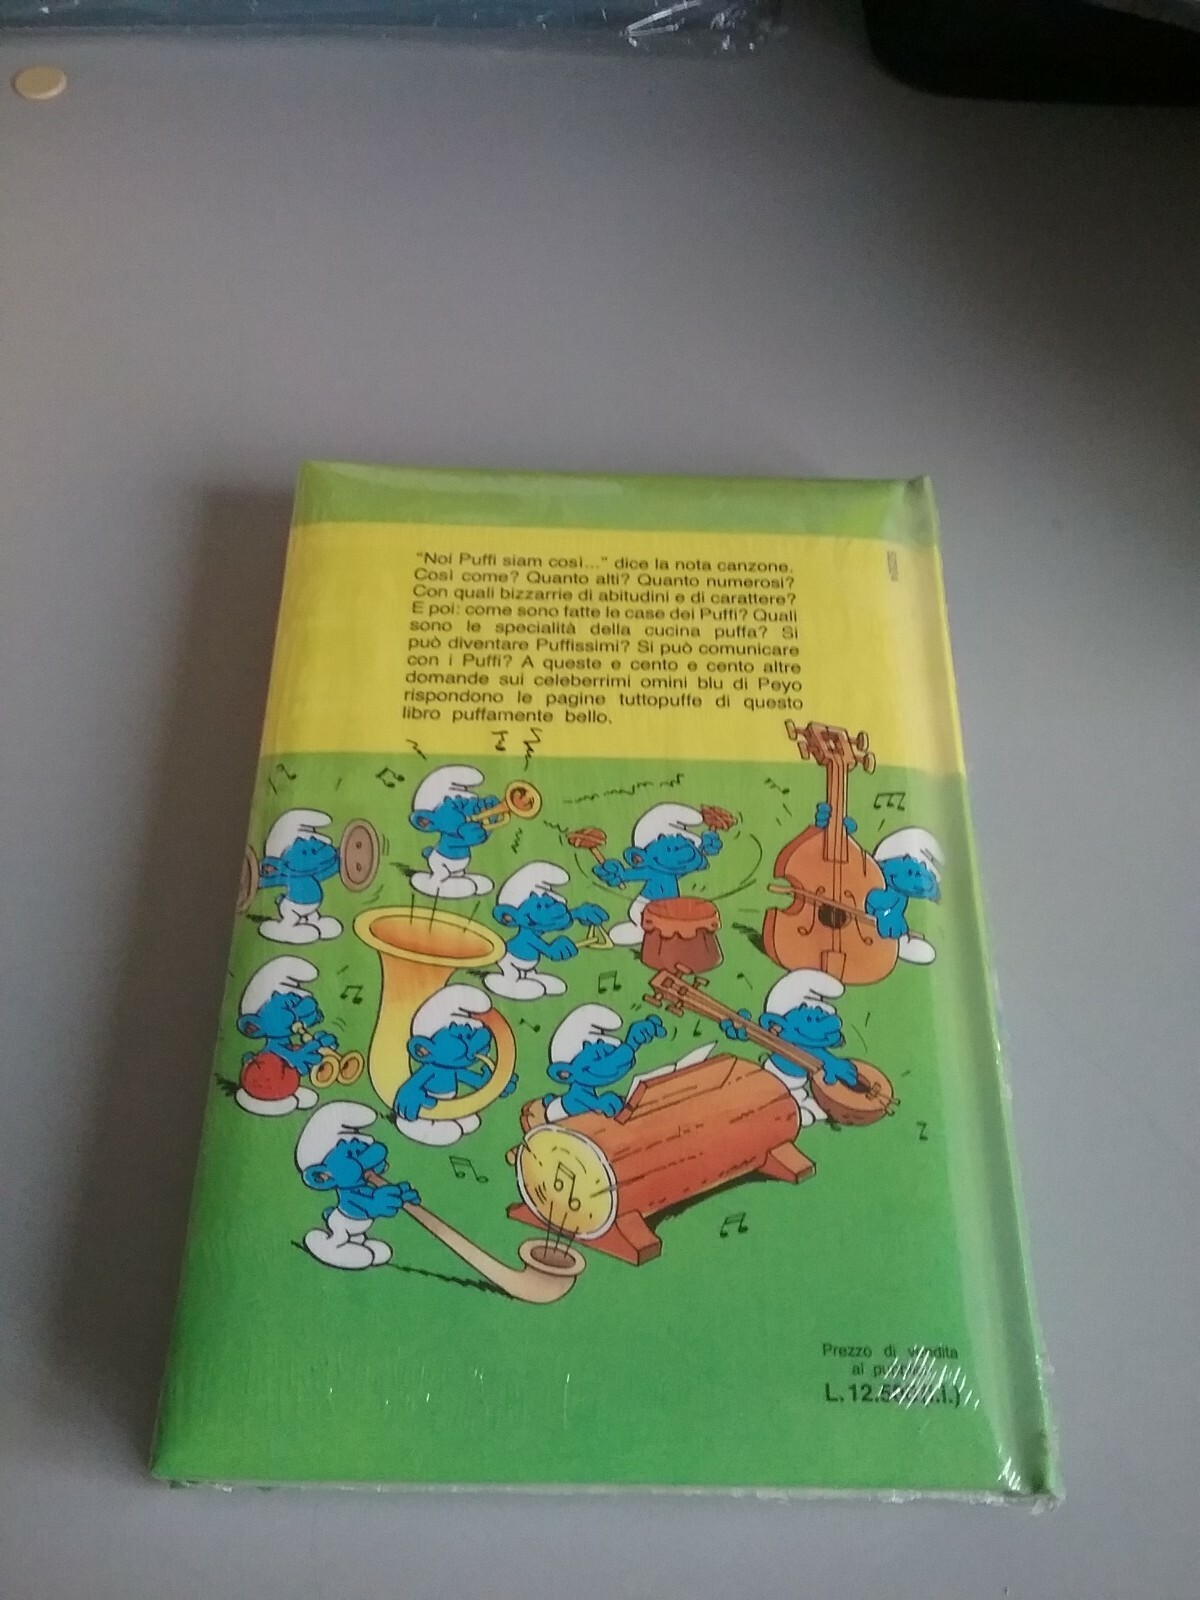 "Noi Puffi siam così..." dice la nota canzone.
Così come? Quanto alti? Quanto numerosi?
Con quali bizzarrie di abitudini e di carattere?
E poi: come sono fatte le case dei Puffi? Quali
sono le specialità della cucina puffa? Si
può diventare Puffissimi? Si può comunicare
con i Puffi? A queste e cento e cento altre
domande sui celeberrimi omini blu di Peyo
rispondono le pagine tuttopuffe di questo
libro puffamente bello.
Prezzo di vendita
al